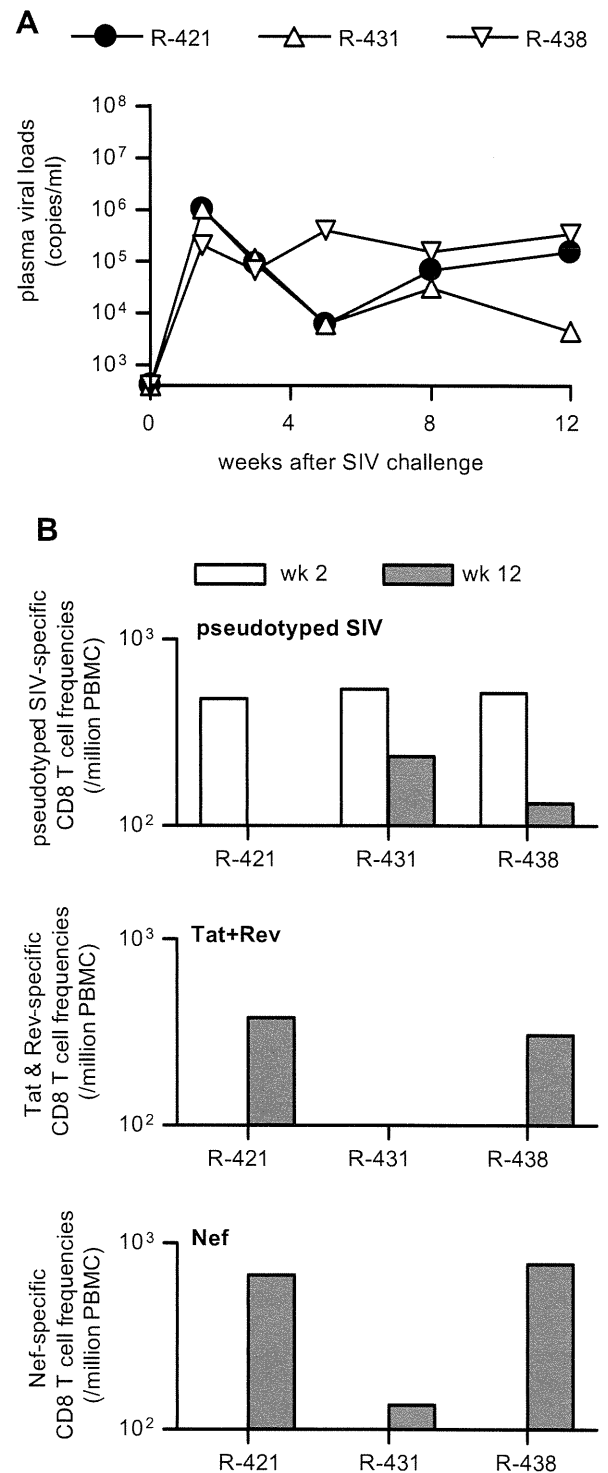 A
R-421 R-431 R-438
plasma viral loads
(copies/ml)
10^8
10^7
10^6
10^5
10^4
10^3
0 4 8 12
weeks after SIV challenge
B
wk 2 wk 12
pseudotyped SIV-specific
CD8 T cell frequencies
(/million PBMC)
10^3
pseudotyped SIV
10^2
R-421 R-431 R-438
Tat & Rev-specific
CD8 T cell frequencies
(/million PBMC)
10^3
Tat+Rev
10^2
R-421 R-431 R-438
Nef-specific
CD8 T cell frequencies
(/million PBMC)
10^3
Nef
10^2
R-421 R-431 R-438